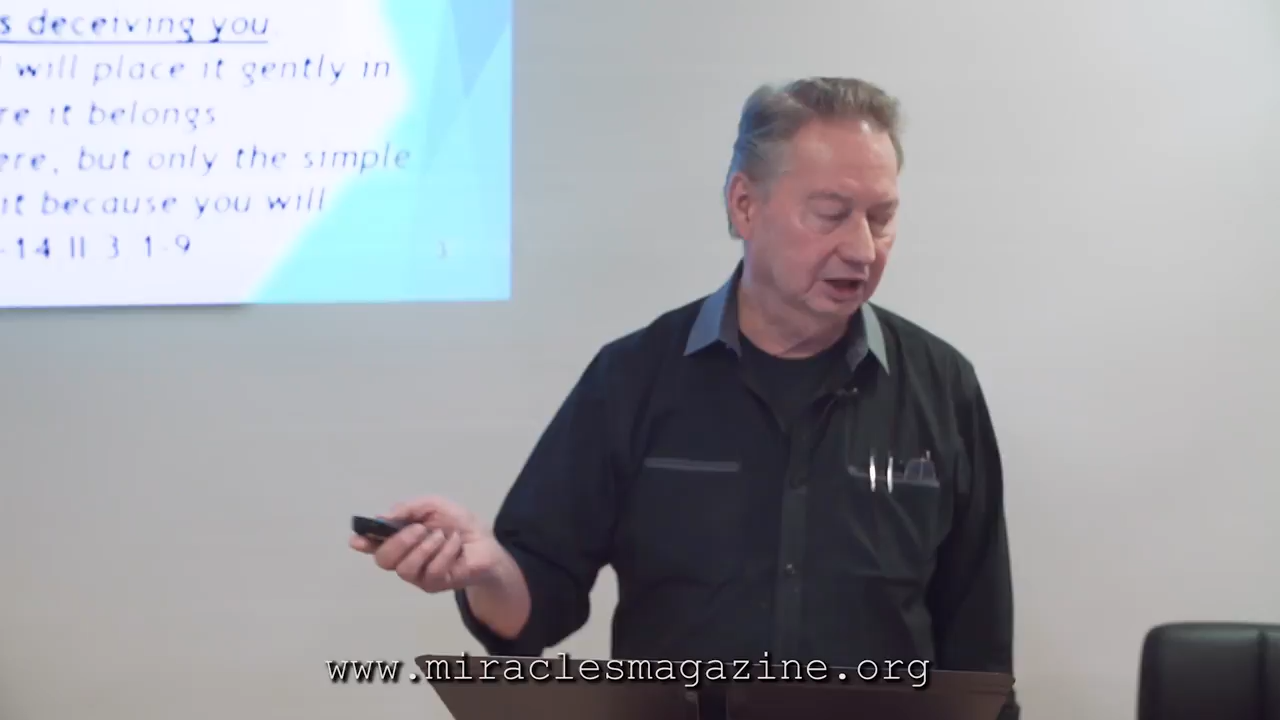 s deceiving you
will place it gently in
re it belongs
ere, but only the simple
it because you will
-14 II 3 1-9
3
www.miraclesmagazine.org